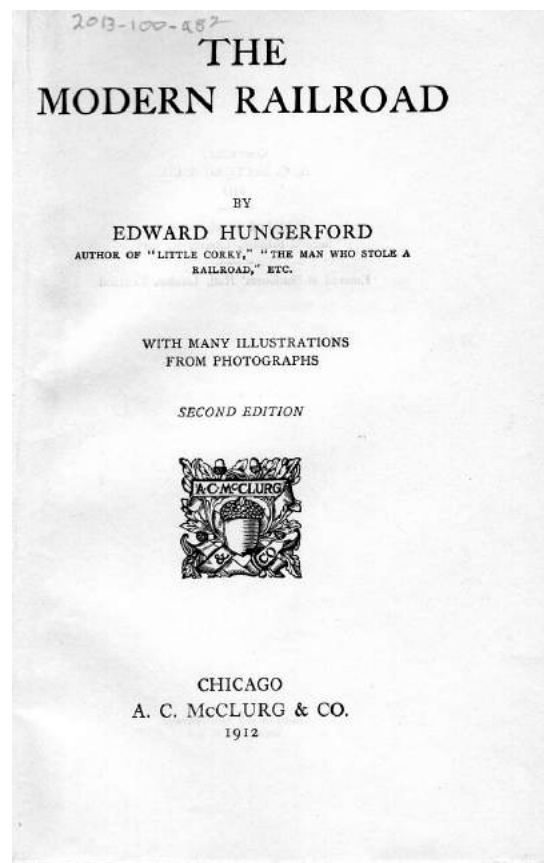 2013-100-982
THE
MODERN RAILROAD
BY
EDWARD HUNGERFORD
AUTHOR OF "LITTLE CORKY," "THE MAN WHO STOLE A
RAILROAD," ETC.
WITH MANY ILLUSTRATIONS
FROM PHOTOGRAPHS
SECOND EDITION
A·C·McCLURG
& CO
CHICAGO
A. C. McCLURG & CO.
1912